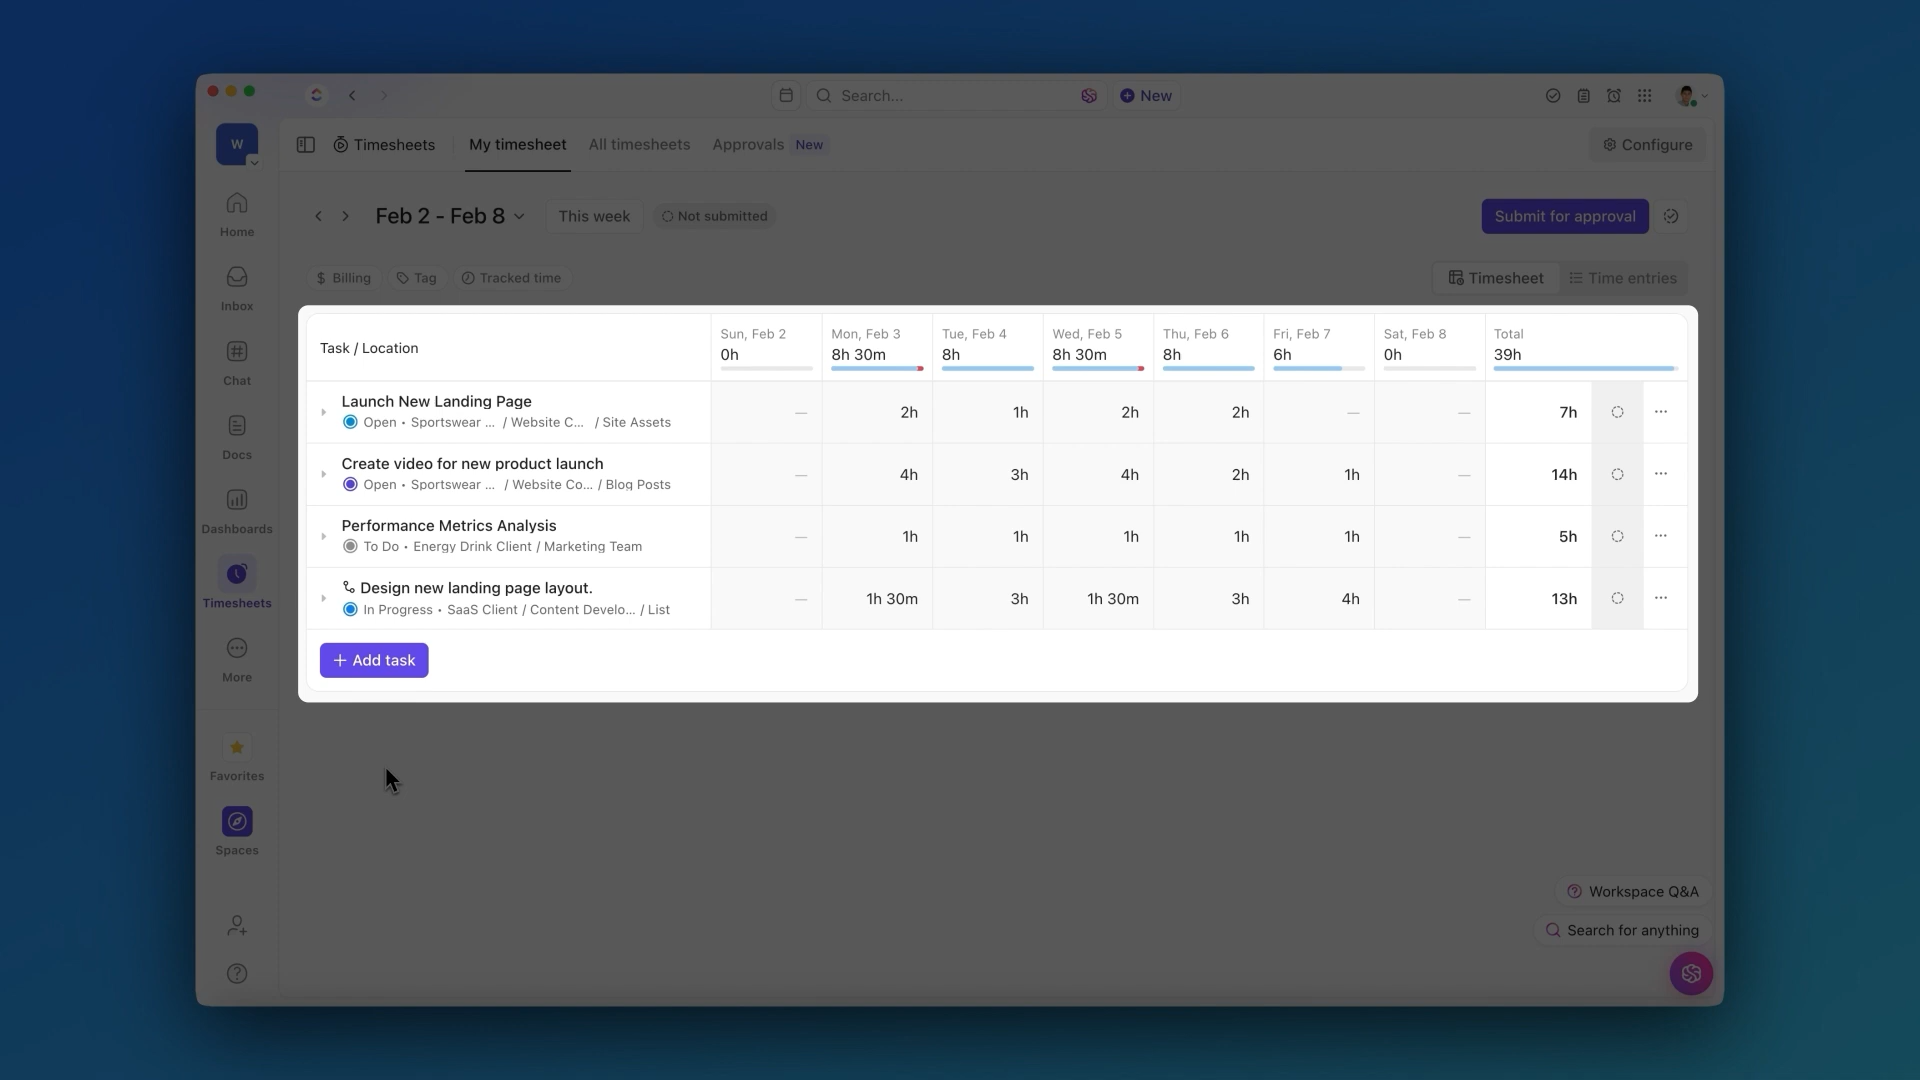 Search...
New
W
Timesheets
My timesheet
All timesheets
Approvals
New
Configure
Feb 2 - Feb 8
This week
Not submitted
Submit for approval
Billing
Tag
Tracked time
Timesheet
Time entries
Home
Inbox
Chat
Docs
Dashboards
Timesheets
More
Favorites
Spaces
Task / Location
Sun, Feb 2
0h
Mon, Feb 3
8h 30m
Tue, Feb 4
8h
Wed, Feb 5
8h 30m
Thu, Feb 6
8h
Fri, Feb 7
6h
Sat, Feb 8
0h
Total
39h
Launch New Landing Page
Open • Sportswear ... / Website C... / Site Assets
— 2h 1h 2h 2h — — 7h
Create video for new product launch
Open • Sportswear ... / Website Co... / Blog Posts
— 4h 3h 4h 2h 1h — 14h
Performance Metrics Analysis
To Do • Energy Drink Client / Marketing Team
— 1h 1h 1h 1h 1h — 5h
Design new landing page layout.
In Progress • SaaS Client / Content Develo... / List
— 1h 30m 3h 1h 30m 3h 4h — 13h
+ Add task
Workspace Q&A
Search for anything